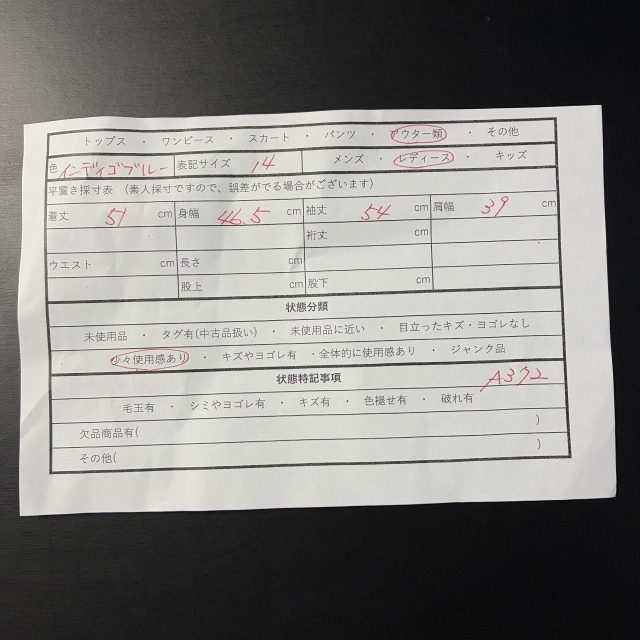 トップス ・ ワンピース ・ スカート ・ パンツ ・ アウター類 ・ その他
色 インディゴブルー 表記サイズ 14 メンズ ・ レディース ・ キッズ
平置き採寸表 (素人採寸ですので、誤差がでる場合がございます)
着丈 51 cm 身幅 46.5 cm 袖丈 54 cm 肩幅 39 cm
裄丈 cm
ウエスト cm 長さ cm
股上 cm 股下 cm
状態分類
未使用品 ・ タグ有(中古品扱い) ・ 未使用に近い ・ 目立ったキズ・ヨゴレなし
少々使用感あり ・ キズやヨゴレ有 ・全体的に使用感あり ・ ジャンク品
状態特記事項
A372
毛玉有 ・ シミやヨゴレ有 ・ キズ有 ・ 色褪せ有 ・ 破れ有
欠品商品有( )
その他( )